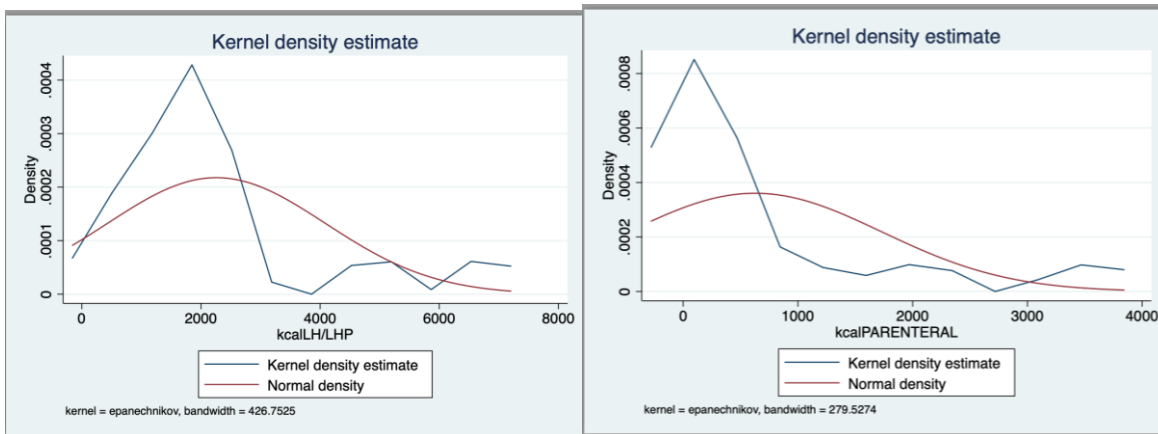 Kernel density estimate
Density
0
.0001
.0002
.0003
.0004
0 2000 4000 6000 8000
kcalLH/LHP
Kernel density estimate
Normal density
kernel = epanechnikov, bandwidth = 426.7525
Kernel density estimate
Density
0
.0002
.0004
.0006
.0008
0 1000 2000 3000 4000
kcalPARENTERAL
Kernel density estimate
Normal density
kernel = epanechnikov, bandwidth = 279.5274